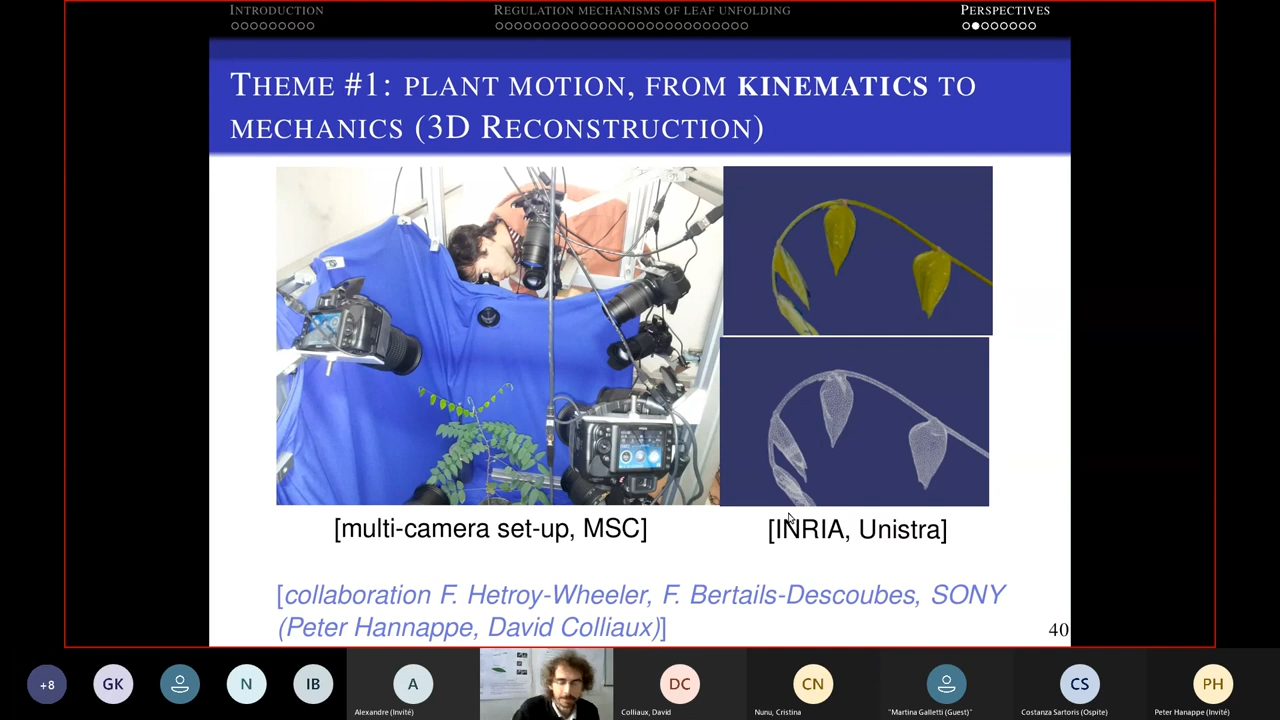 INTRODUCTION
REGULATION MECHANISMS OF LEAF UNFOLDING
PERSPECTIVES
THEME #1: PLANT MOTION, FROM KINEMATICS TO
MECHANICS (3D RECONSTRUCTION)
[multi-camera set-up, MSC]
[INRIA, Unistra]
[collaboration F. Hetroy-Wheeler, F. Bertails-Descoubes, SONY
(Peter Hannappe, David Colliaux)]
40
+8
GK
N
IB
A
DC
CN
CS
PH
Alexandre (Invité)
Colliaux, David
Nunu, Cristina
"Martina Galletti (Guest)"
Costanza Sartoris (Ospite)
Peter Hanappe (Invité)